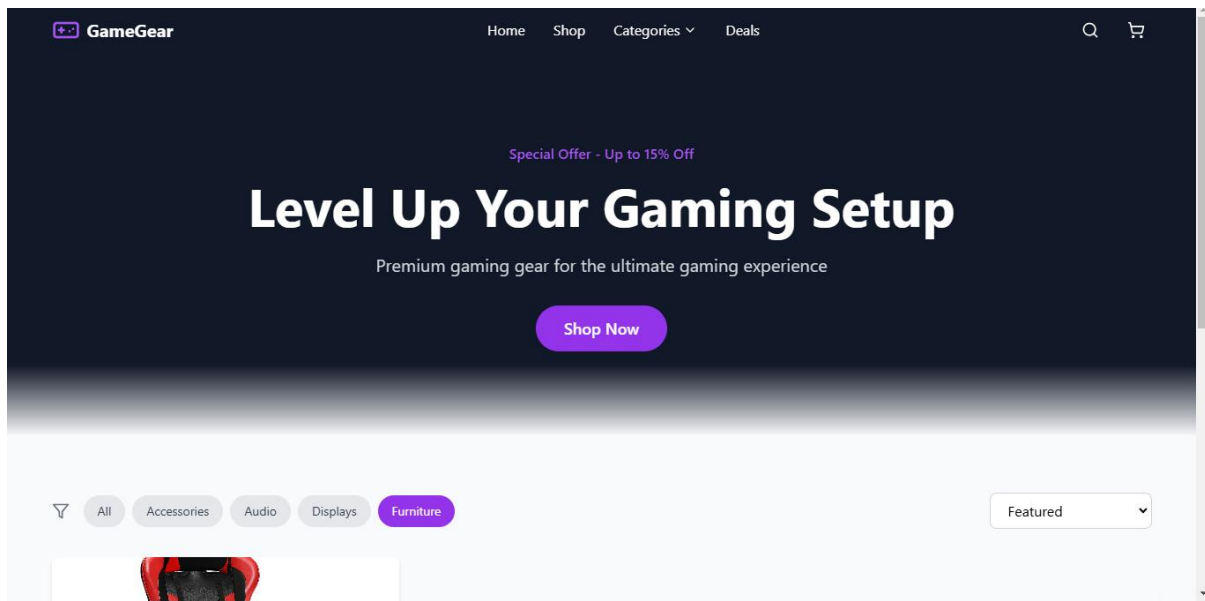 GameGear
Home Shop Categories Deals
Special Offer - Up to 15% Off
Level Up Your Gaming Setup
Premium gaming gear for the ultimate gaming experience
Shop Now
All Accessories Audio Displays Furniture
Featured